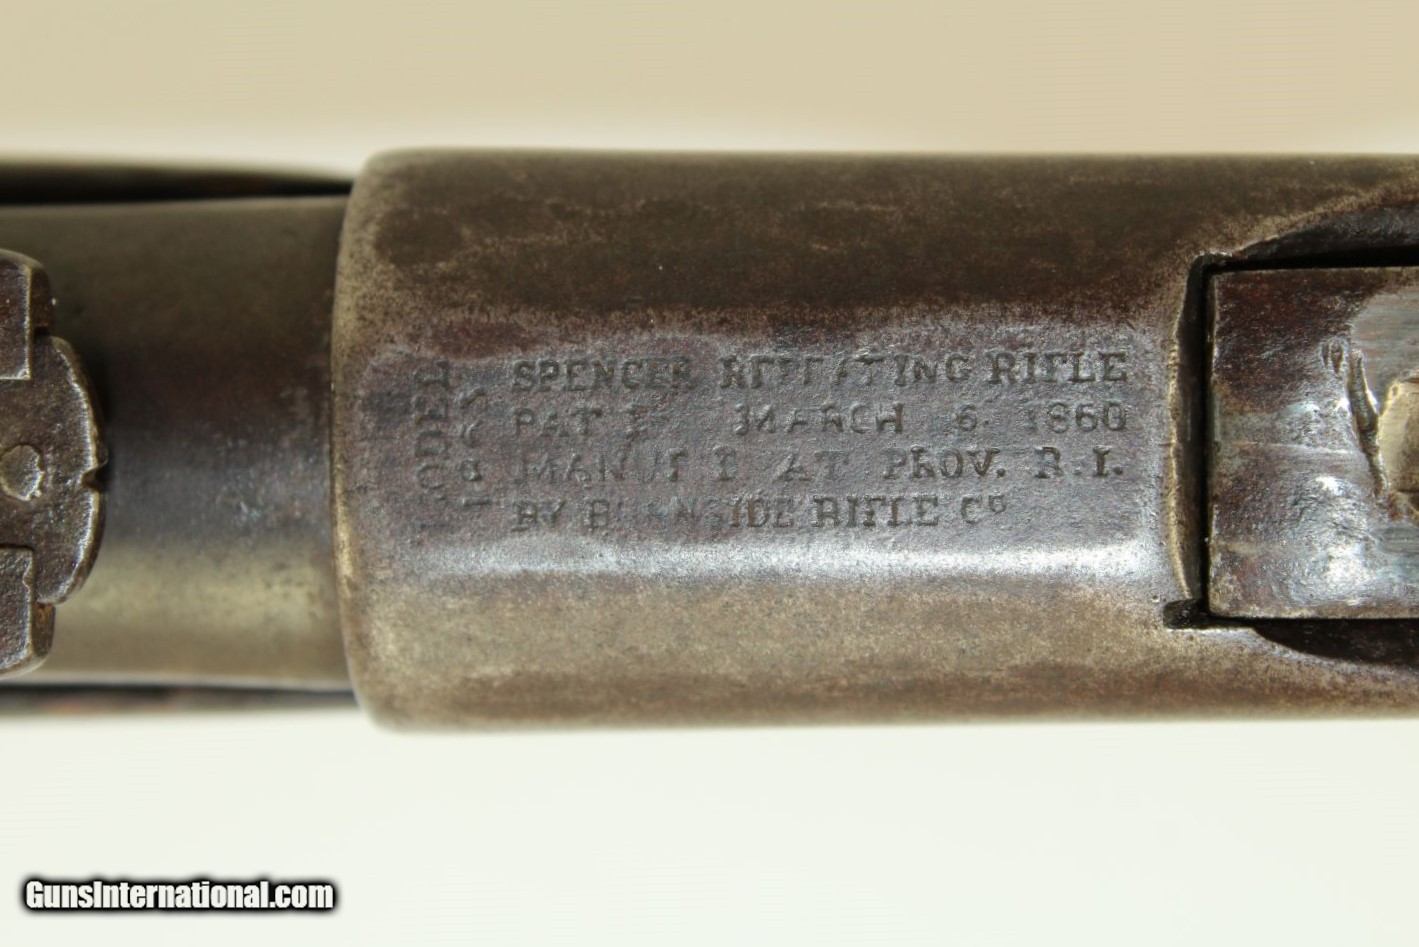 SPENCER REPEATING RIFLE
PAT'D MARCH 6. 1860
MANUF'D AT PROV. R.I.
BY BURNSIDE RIFLE Co
MODEL
1865
GunsInternational.com